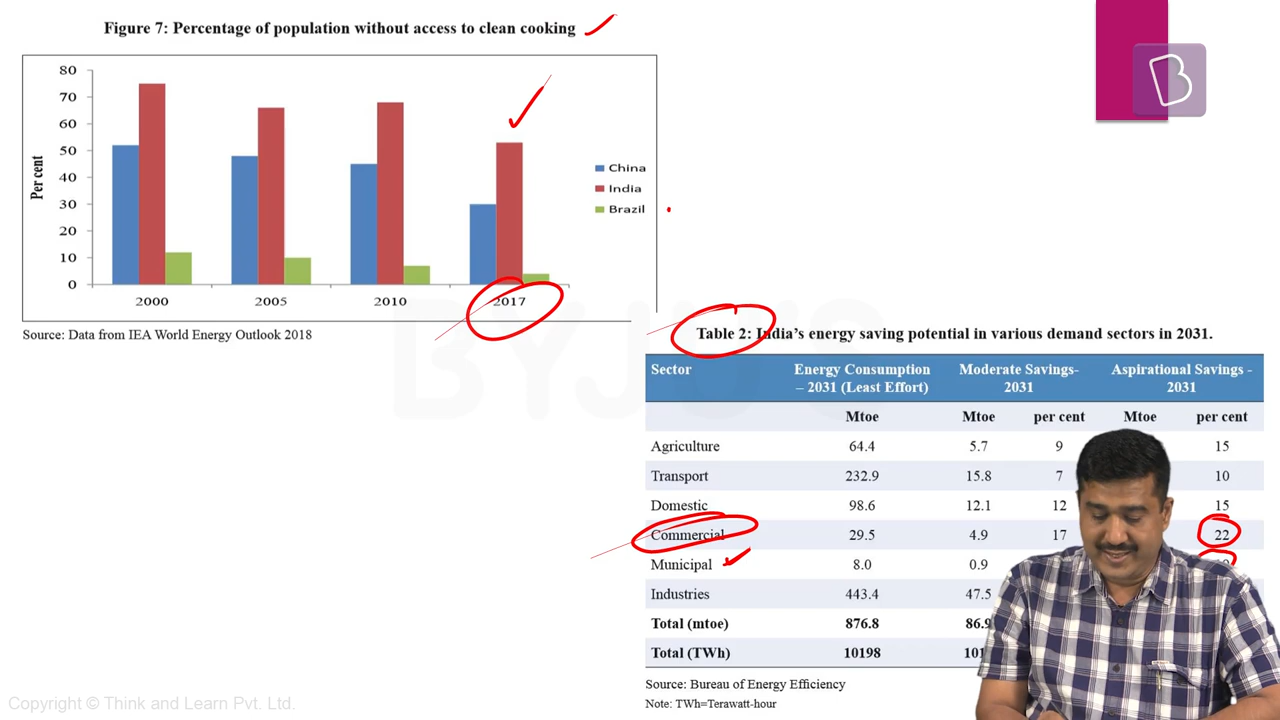 Figure 7: Percentage of population without access to clean cooking
80
70
60
50
40
30
20
10
0
Per cent
2000 2005 2010 2017
China
India
Brazil
Source: Data from IEA World Energy Outlook 2018
B
BYJU'S
Table 2: India's energy saving potential in various demand sectors in 2031.
Sector Energy Consumption – 2031 (Least Effort) Moderate Savings- 2031 Aspirational Savings - 2031
Mtoe Mtoe per cent Mtoe per cent
Agriculture 64.4 5.7 9 15
Transport 232.9 15.8 7 10
Domestic 98.6 12.1 12 15
Commercial 29.5 4.9 17 22
Municipal 8.0 0.9
Industries 443.4 47.5
Total (mtoe) 876.8 86.9
Total (TWh) 10198
Source: Bureau of Energy Efficiency
Note: TWh=Terawatt-hour
Copyright © Think and Learn Pvt. Ltd.